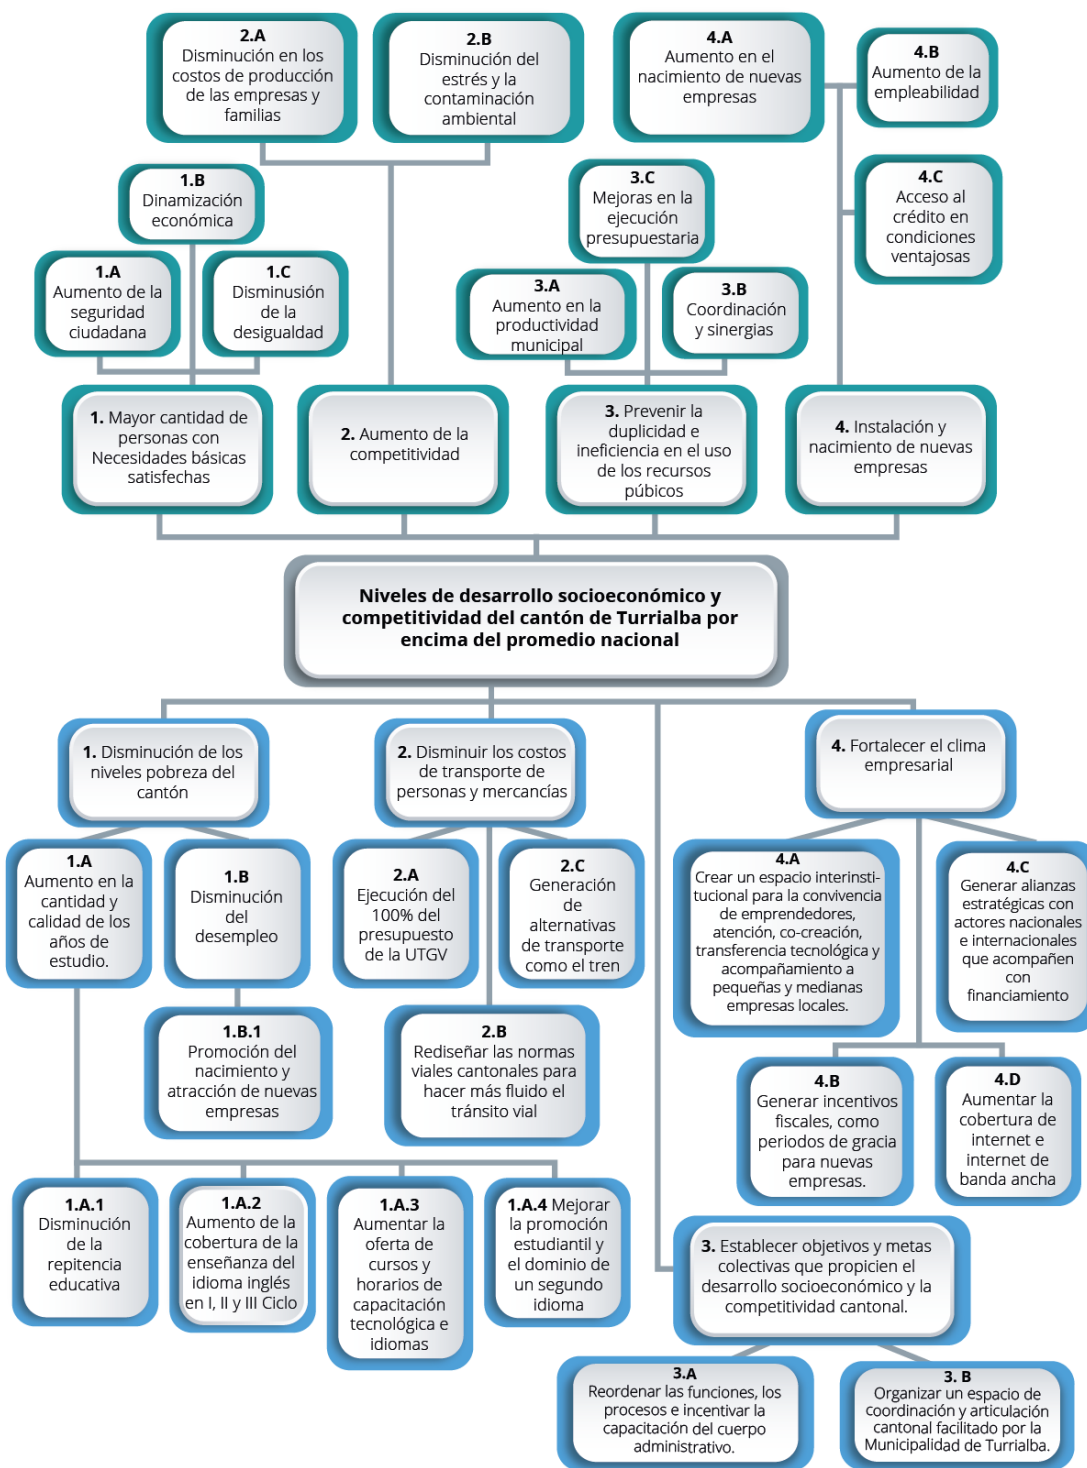 2.A
Disminución en los
costos de producción
de las empresas y
familias
2.B
Disminución del
estrés y la
contaminación
ambiental
4.A
Aumento en el
nacimiento de nuevas
empresas
4.B
Aumento de la
empleabilidad
1.B
Dinamización
económica
3.C
Mejoras en la
ejecución
presupuestaria
4.C
Acceso al
crédito en
condiciones
ventajosas
1.A
Aumento de la
seguridad
ciudadana
1.C
Disminusión
de la
desigualdad
3.A
Aumento en la
productividad
municipal
3.B
Coordinación
y sinergias
1. Mayor cantidad de
personas con
Necesidades básicas
satisfechas
2. Aumento de la
competitividad
3. Prevenir la
duplicidad e
ineficiencia en el uso
de los recursos
púbicos
4. Instalación y
nacimiento de nuevas
empresas
Niveles de desarrollo socioeconómico y
competitividad del cantón de Turrialba por
encima del promedio nacional
1. Disminución de los
niveles pobreza del
cantón
2. Disminuir los costos
de transporte de
personas y mercancías
4. Fortalecer el clima
empresarial
1.A
Aumento en la
cantidad y
calidad de los
años de
estudio.
1.B
Disminución
del
desempleo
2.A
Ejecución del
100% del
presupuesto
de la UTGV
2.C
Generación
de
alternativas
de transporte
como el tren
4.A
Crear un espacio interinsti-
tucional para la convivencia
de emprendedores,
atención, co-creación,
transferencia tecnológica y
acompañamiento a
pequeñas y medianas
empresas locales.
4.C
Generar alianzas
estratégicas con
actores nacionales
e internacionales
que acompañen
con
financiamiento
1.B.1
Promoción del
nacimiento y
atracción de nuevas
empresas
2.B
Rediseñar las normas
viales cantonales para
hacer más fluido el
tránsito vial
4.B
Generar incentivos
fiscales, como
periodos de gracia
para nuevas
empresas.
4.D
Aumentar la
cobertura de
internet e
internet de
banda ancha
1.A.1
Disminución
de la
repitencia
educativa
1.A.2
Aumento de la
cobertura de la
enseñanza del
idioma inglés
en I, II y III Ciclo
1.A.3
Aumentar la
oferta de
cursos y
horarios de
capacitación
tecnológica e
idiomas
1.A.4 Mejorar
la promoción
estudiantil y
el dominio de
un segundo
idioma
3. Establecer objetivos y metas
colectivas que propicien el
desarrollo socioeconómico y la
competitividad cantonal.
3.A
Reordenar las funciones, los
procesos e incentivar la
capacitación del cuerpo
administrativo.
3. B
Organizar un espacio de
coordinación y articulación
cantonal facilitado por la
Municipalidad de Turrialba.